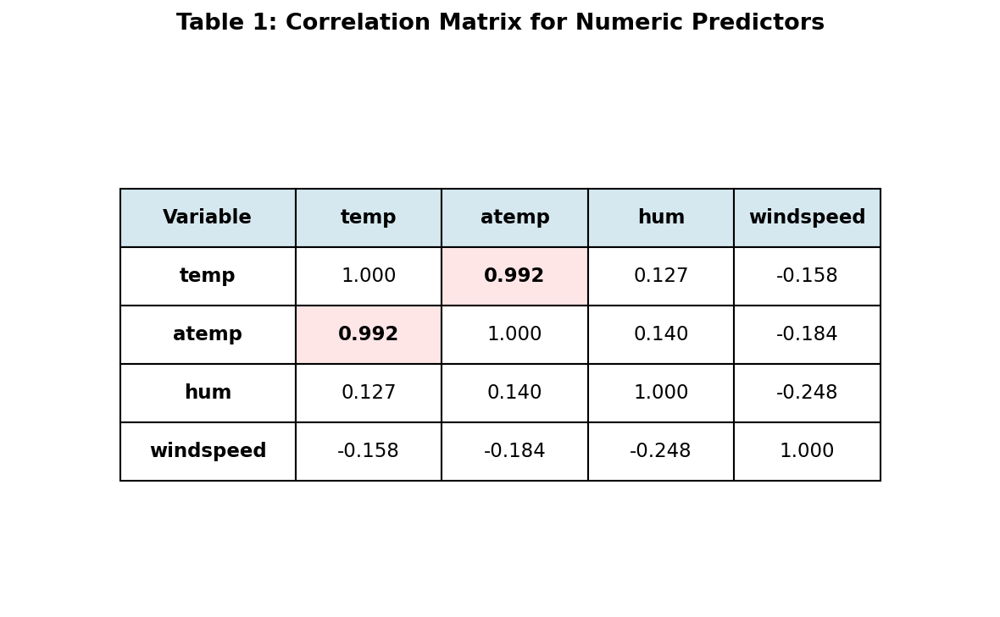 Table 1: Correlation Matrix for Numeric Predictors
Variable temp atemp hum windspeed
temp 1.000 0.992 0.127 -0.158
atemp 0.992 1.000 0.140 -0.184
hum 0.127 0.140 1.000 -0.248
windspeed -0.158 -0.184 -0.248 1.000